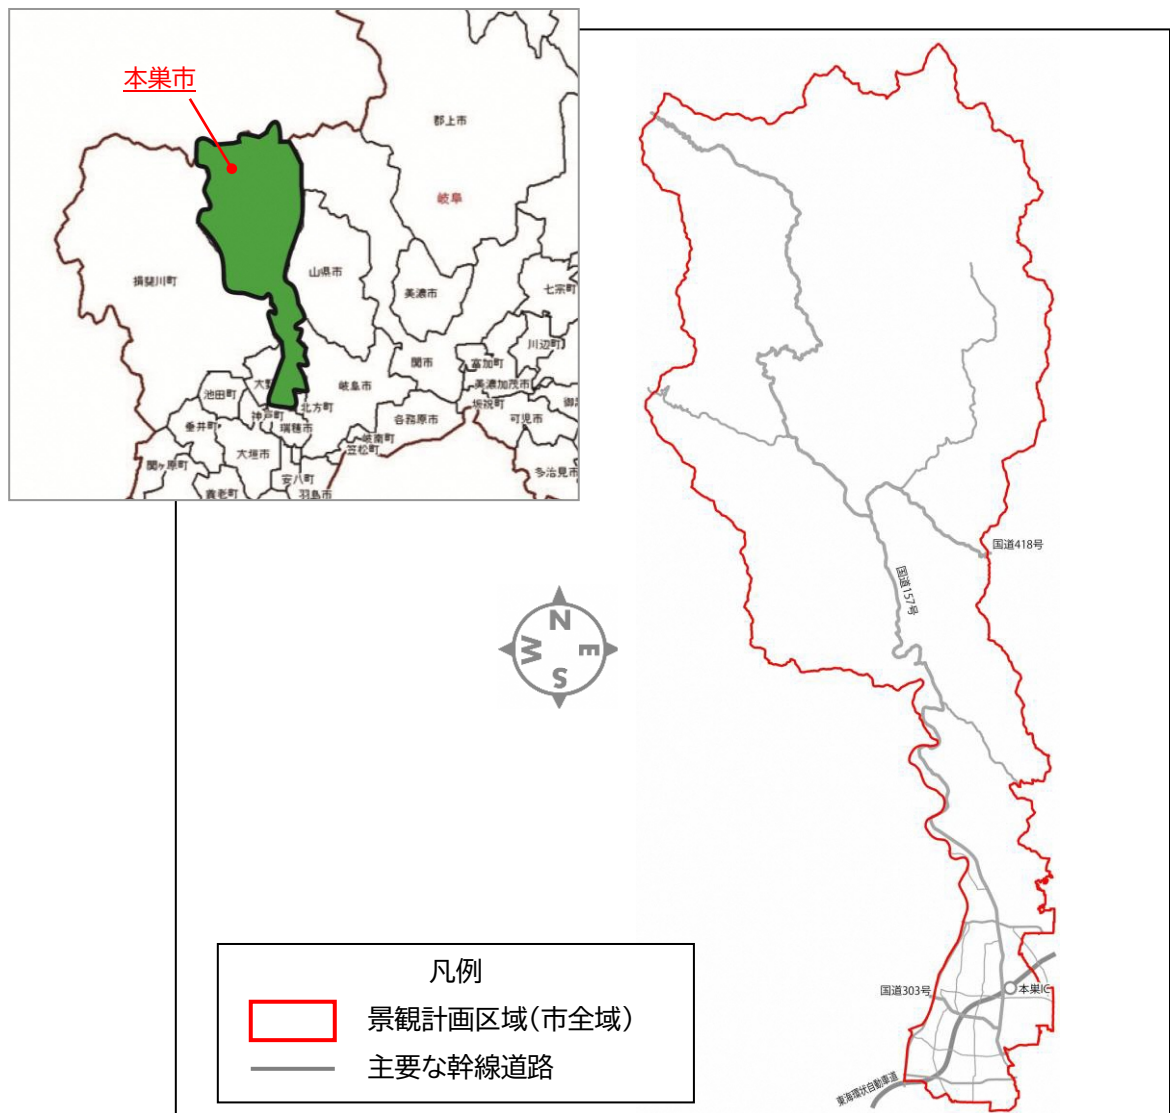 本巣市
郡上市
岐阜
揖斐川町
山県市
美濃市
七宗町
川辺町
関市
富加町
美濃加茂市
池田町
岐阜市
坂祝町
神戸町
北方町
垂井町
瑞穂市
各務原市
可児市
岐南町
大垣市
笠松町
関ヶ原町
安八町
多治見市
養老町
羽島市
国道418号
国道157号
N
W
E
S
国道303号
本巣IC
東海環状自動車道
凡例
景観計画区域(市全域)
主要な幹線道路